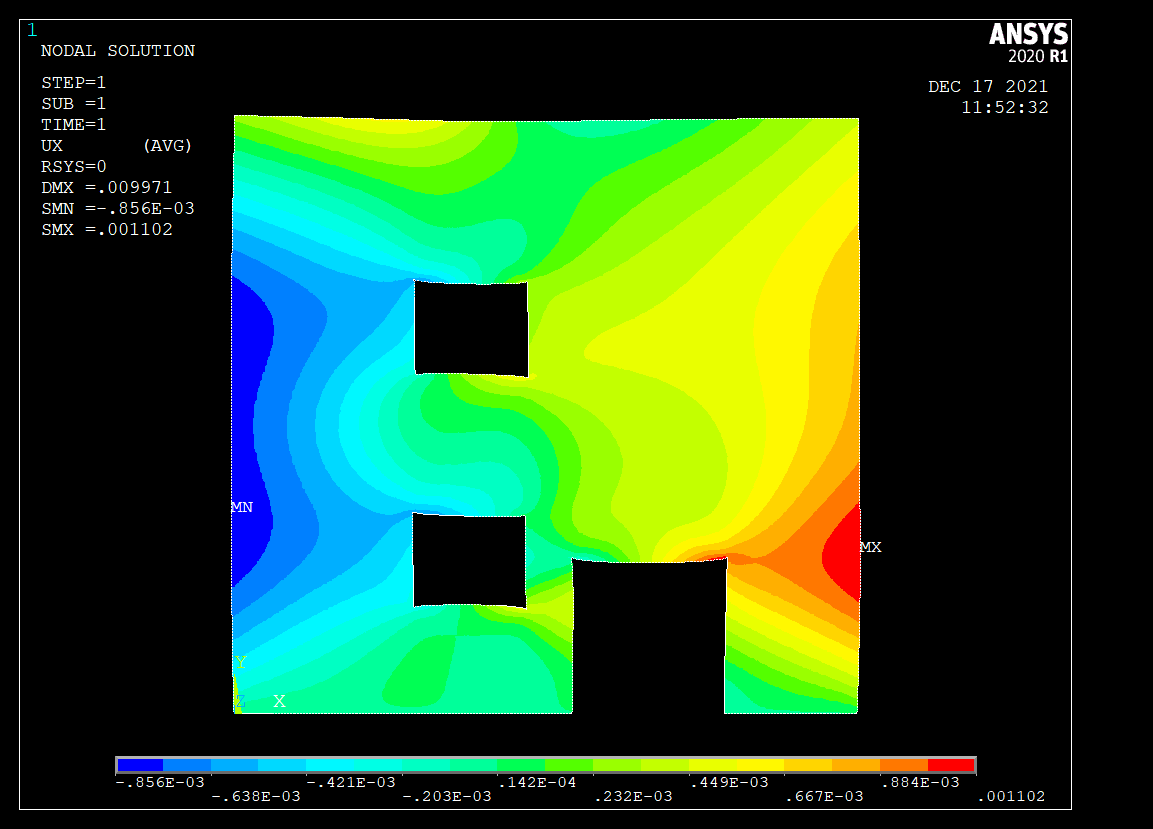 1
ANSYS
2020 R1
NODAL SOLUTION
DEC 17 2021
11:52:32
STEP=1
SUB =1
TIME=1
UX (AVG)
RSYS=0
DMX =.009971
SMN =-.856E-03
SMX =.001102
MN
MX
Y
Z X
-.856E-03 -.421E-03 .142E-04 .449E-03 .884E-03
-.638E-03 -.203E-03 .232E-03 .667E-03 .001102